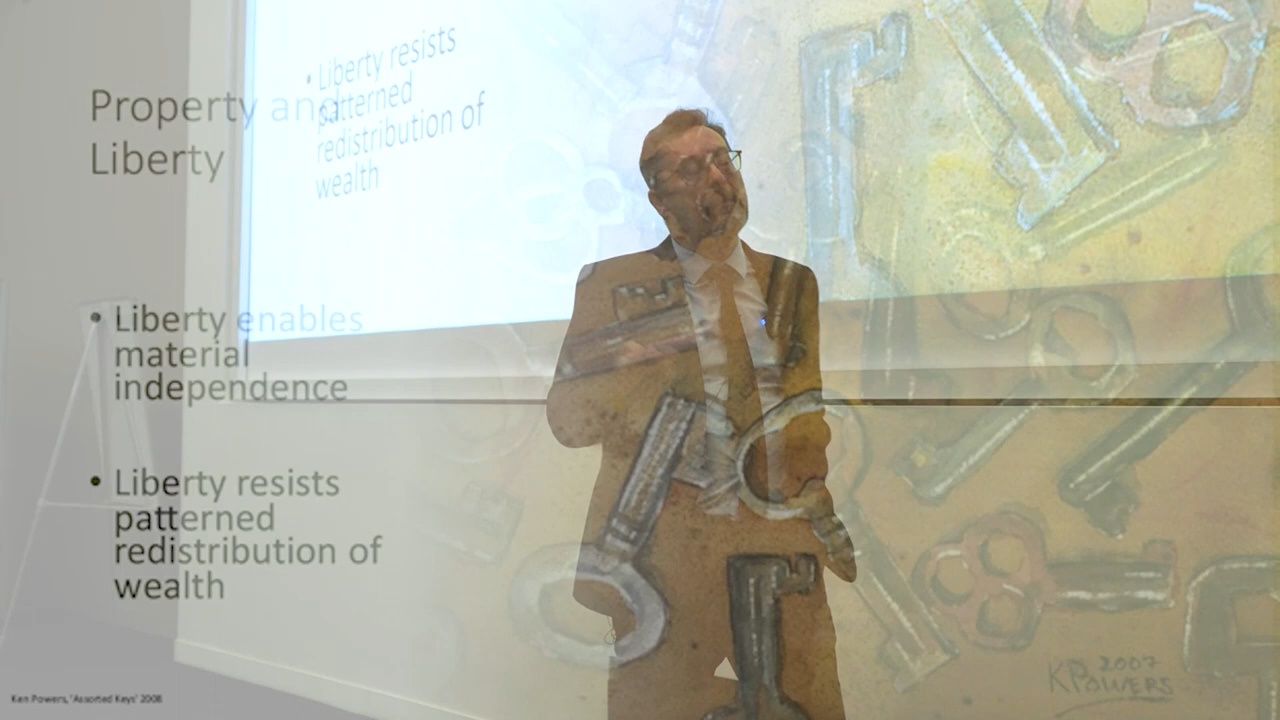 Property and
Liberty
• Liberty enables
material
independence
• Liberty resists
patterned
redistribution of
wealth
• Liberty resists
patterned
redistribution of
wealth
Ken Powers, 'Assorted Keys' 2008
2007
KPOWERS